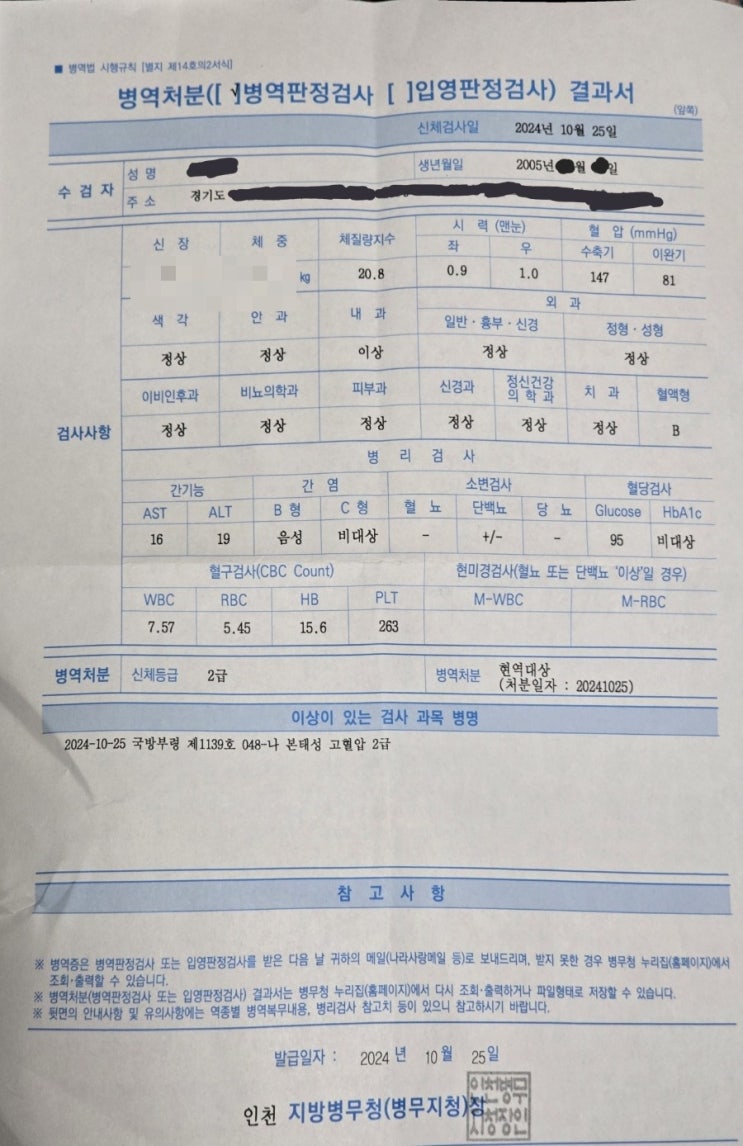 ■ 병역법 시행규칙 [별지 제14호의2서식]
병역처분([√]병역판정검사 [ ]입영판정검사) 결과서
(앞쪽)
신체검사일 2024년 10월 25일
수 검 자 성 명 생년월일 2005년 월 일
주 소 경기도
검사사항
신 장 체 중 체질량지수 시 력 (맨눈) 혈 압 (mmHg)
좌 우 수축기 이완기
kg 20.8 0.9 1.0 147 81
색 각 안 과 내 과 외 과
일반·흉부·신경 정형·성형
정상 정상 이상 정상 정상
이비인후과 비뇨의학과 피부과 신경과 정신건강의 학 과 치 과 혈액형
정상 정상 정상 정상 정상 정상 B
병 리 검 사
간기능 간 염 소변검사 혈당검사
AST ALT B 형 C 형 혈 뇨 단백뇨 당 뇨 Glucose HbA1c
16 19 음성 비대상 - +/- - 95 비대상
혈구검사(CBC Count) 현미경검사(혈뇨 또는 단백뇨 '이상'일 경우)
WBC RBC HB PLT M-WBC M-RBC
7.57 5.45 15.6 263
병역처분 신체등급 2급 병역처분 현역대상
(처분일자 : 20241025)
이상이 있는 검사 과목 병명
2024-10-25 국방부령 제1139호 048-나 본태성 고혈압 2급
참 고 사 항
※ 병역증은 병역판정검사 또는 입영판정검사를 받은 다음 날 귀하의 메일(나라사랑메일 등)로 보내드리며, 받지 못한 경우 병무청 누리집(홈페이지)에서
조회·출력할 수 있습니다.
※ 병역처분(병역판정검사 또는 입영판정검사) 결과서는 병무청 누리집(홈페이지)에서 다시 조회·출력하거나 파일형태로 저장할 수 있습니다.
※ 뒷면의 안내사항 및 유의사항에는 역종별 병역복무내용, 병리검사 참고치 등이 있으니 참고하시기 바랍니다.
발급일자 : 2024 년 10 월 25일
인천 지방병무청(병무지청)장
인천병무
청장인